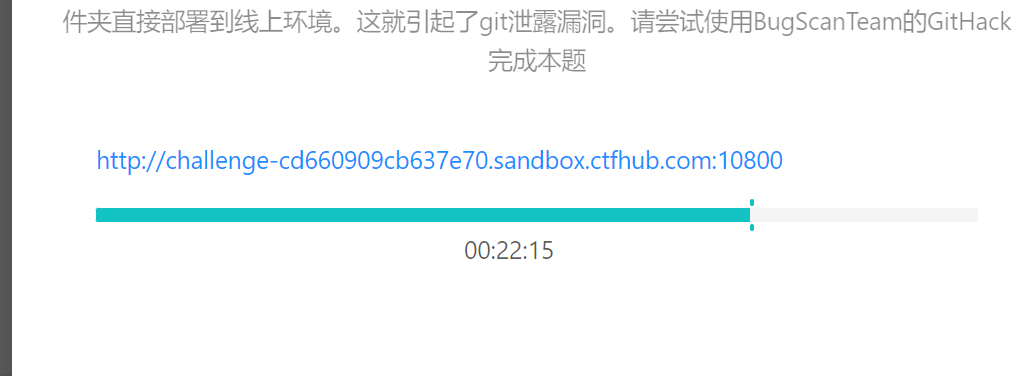 件夹直接部署到线上环境。这就引起了git泄露漏洞。请尝试使用BugScanTeam的GitHack
完成本题
http://challenge-cd660909cb637e70.sandbox.ctfhub.com:10800
00:22:15